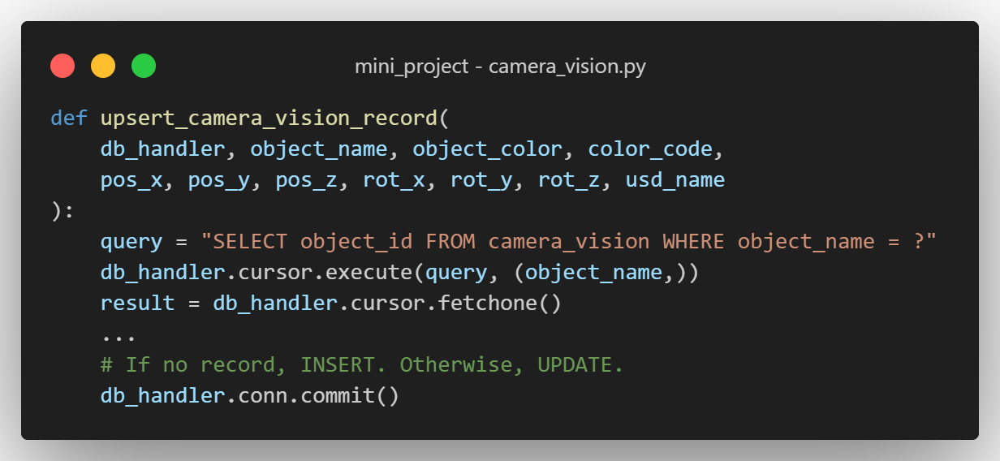 mini_project - camera_vision.py
def upsert_camera_vision_record(
    db_handler, object_name, object_color, color_code,
    pos_x, pos_y, pos_z, rot_x, rot_y, rot_z, usd_name
):
    query = "SELECT object_id FROM camera_vision WHERE object_name = ?"
    db_handler.cursor.execute(query, (object_name,))
    result = db_handler.cursor.fetchone()
    ...
    # If no record, INSERT. Otherwise, UPDATE.
    db_handler.conn.commit()